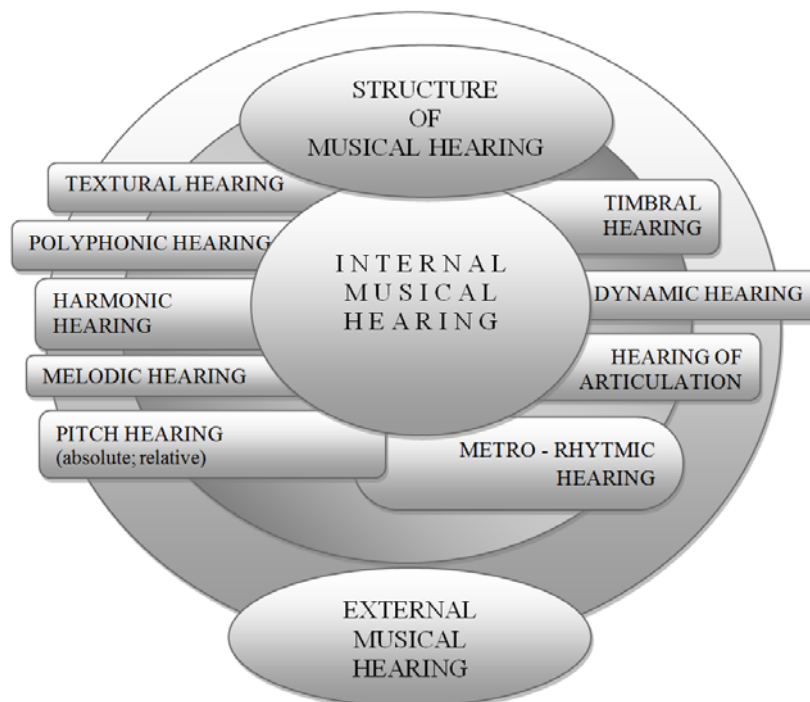 STRUCTURE
OF
MUSICAL HEARING
TEXTURAL HEARING
POLYPHONIC HEARING
HARMONIC
HEARING
MELODIC HEARING
PITCH HEARING
(absolute; relative)
INTERNAL
MUSICAL
HEARING
TIMBRAL
HEARING
DYNAMIC HEARING
HEARING OF
ARTICULATION
METRO - RHYTMIC
HEARING
EXTERNAL
MUSICAL
HEARING